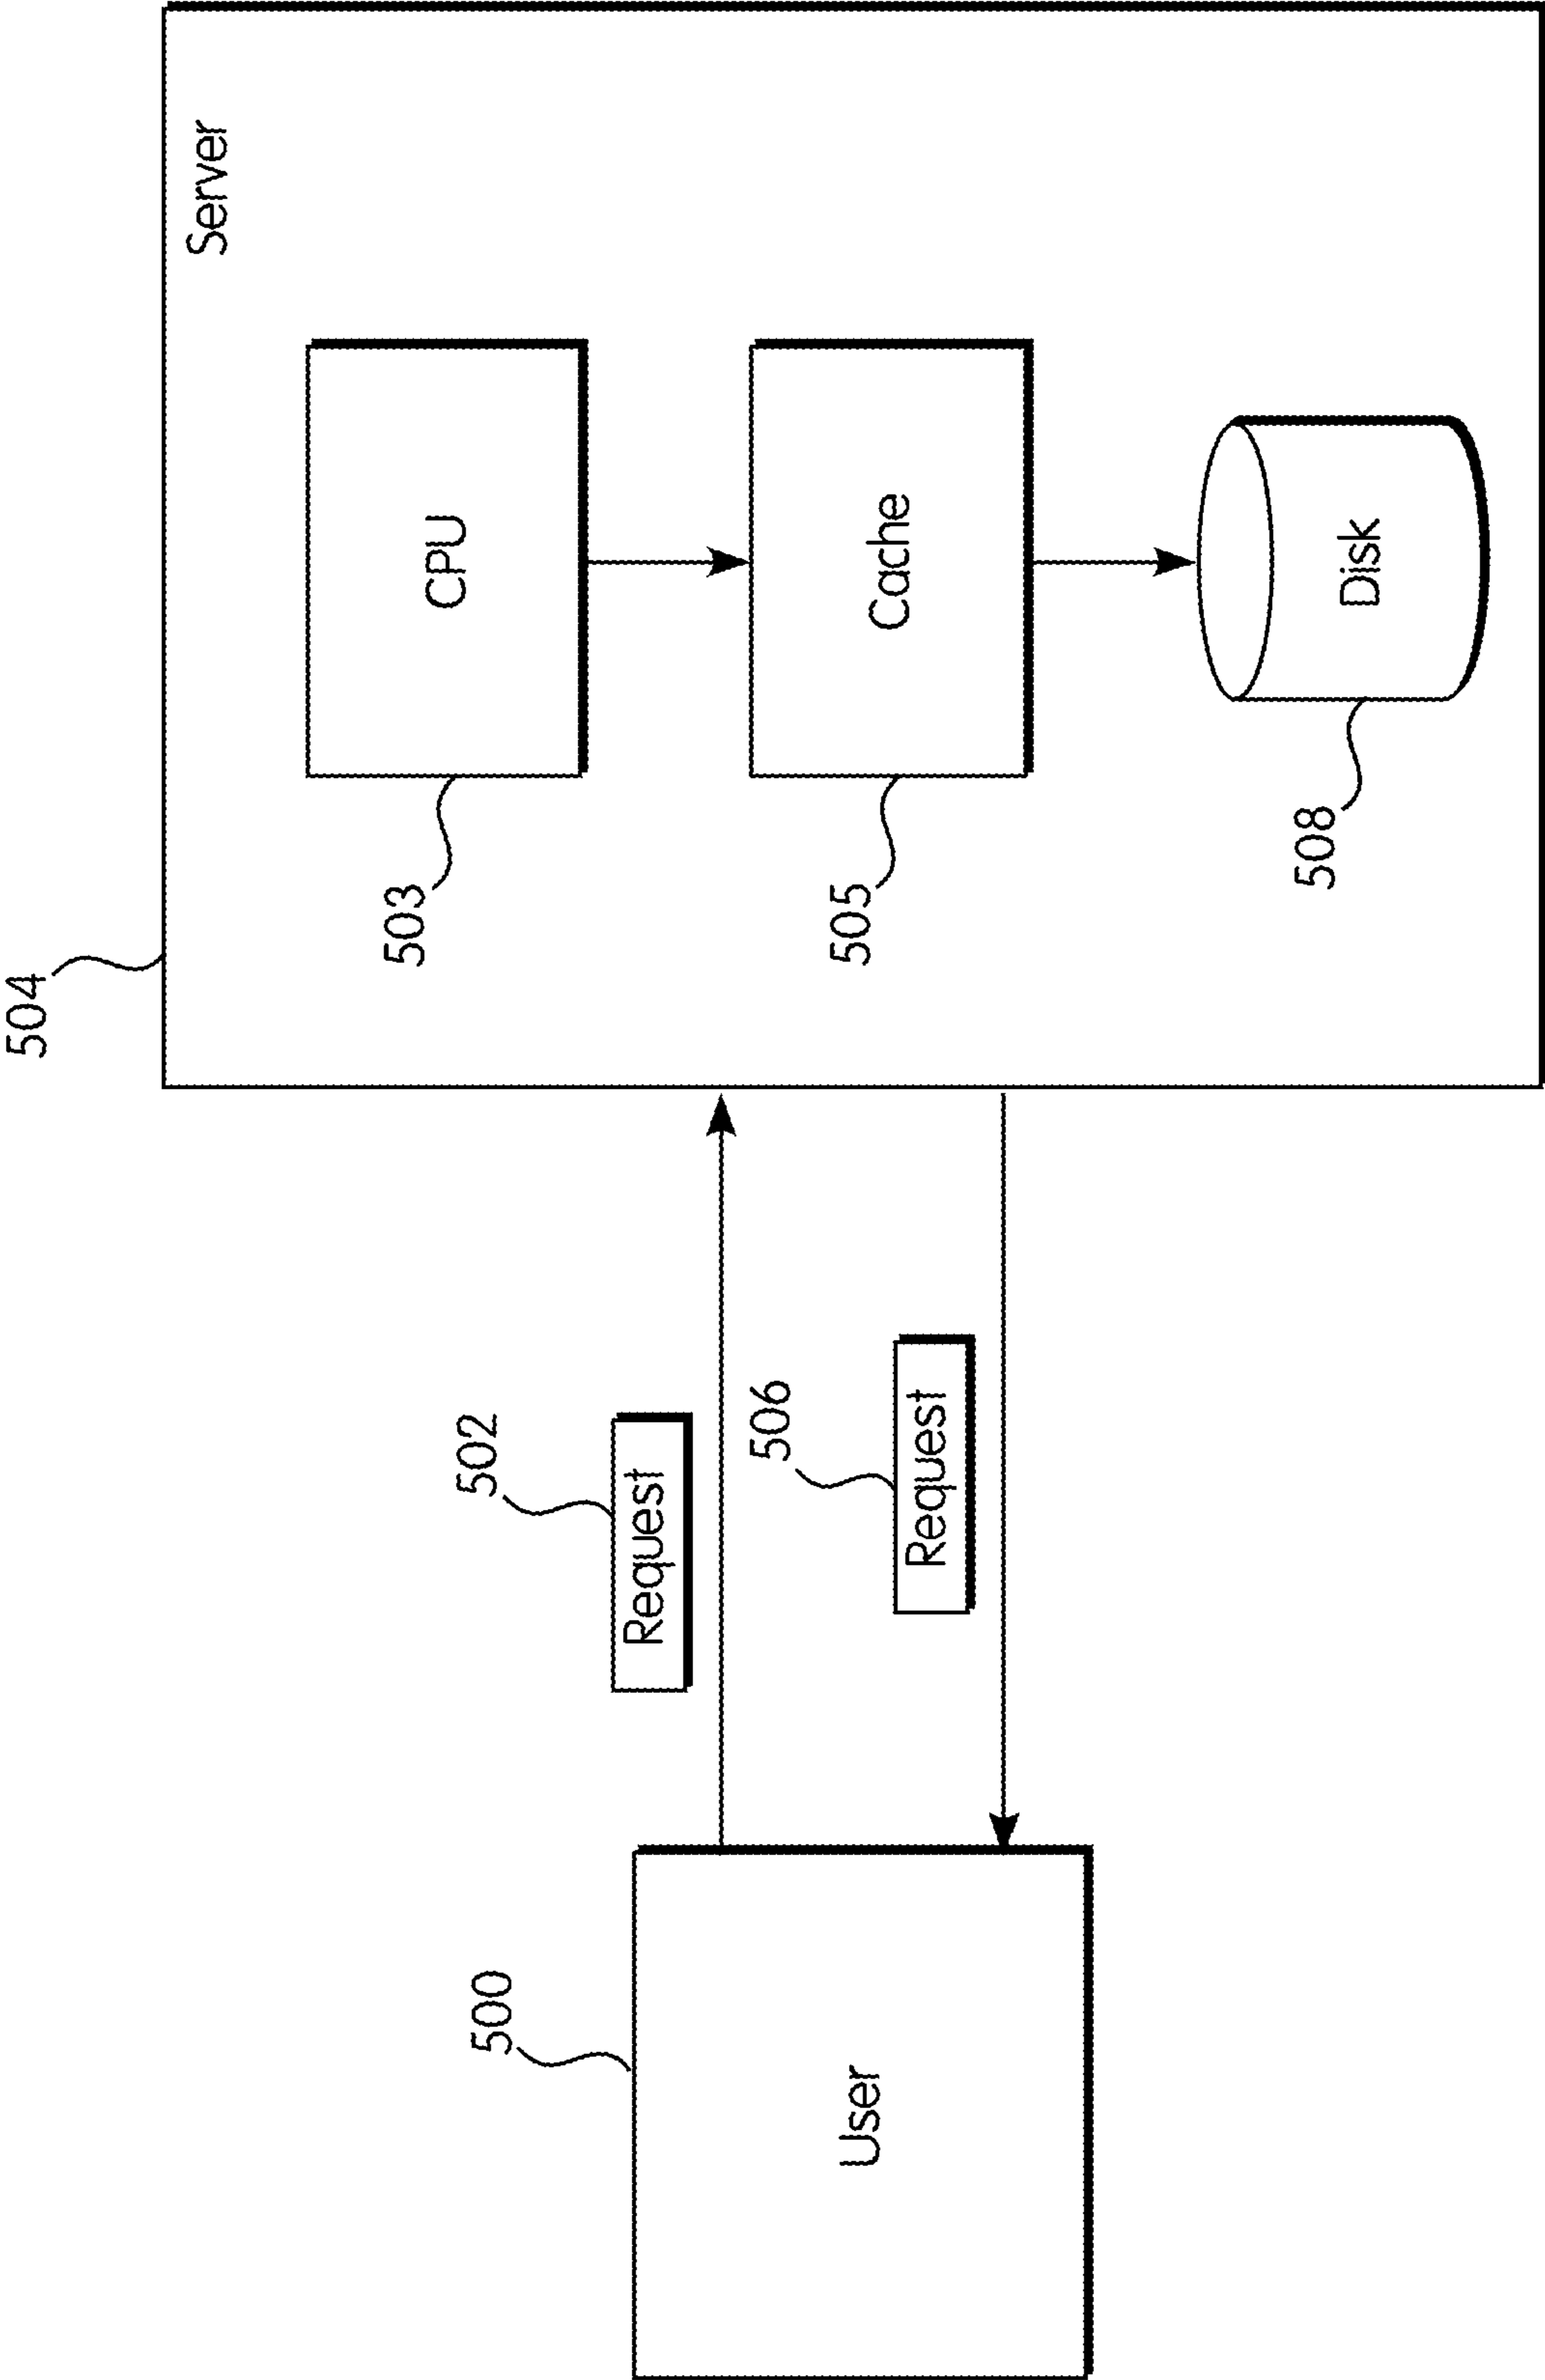 504
Server
503
CPU
502
Request
500
User
506
Request
505
Cache
508
Disk